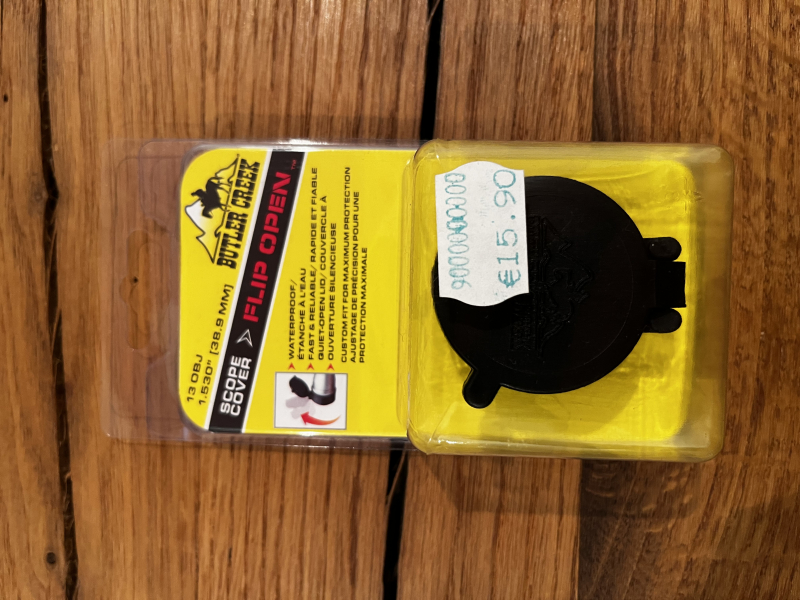 BUTLER CREEK
13 OBJ
1.530" [38.9 MM]
SCOPE
COVER
FLIP OPEN™
WATERPROOF/
ÉTANCHE À L'EAU
FAST & RELIABLE/ RAPIDE ET FIABLE
QUIET-OPEN LID/ COUVERCLE À
OUVERTURE SILENCIEUSE
CUSTOM FIT FOR MAXIMUM PROTECTION
AJUSTAGE DE PRÉCISION POUR UNE
PROTECTION MAXIMALE
€15.90